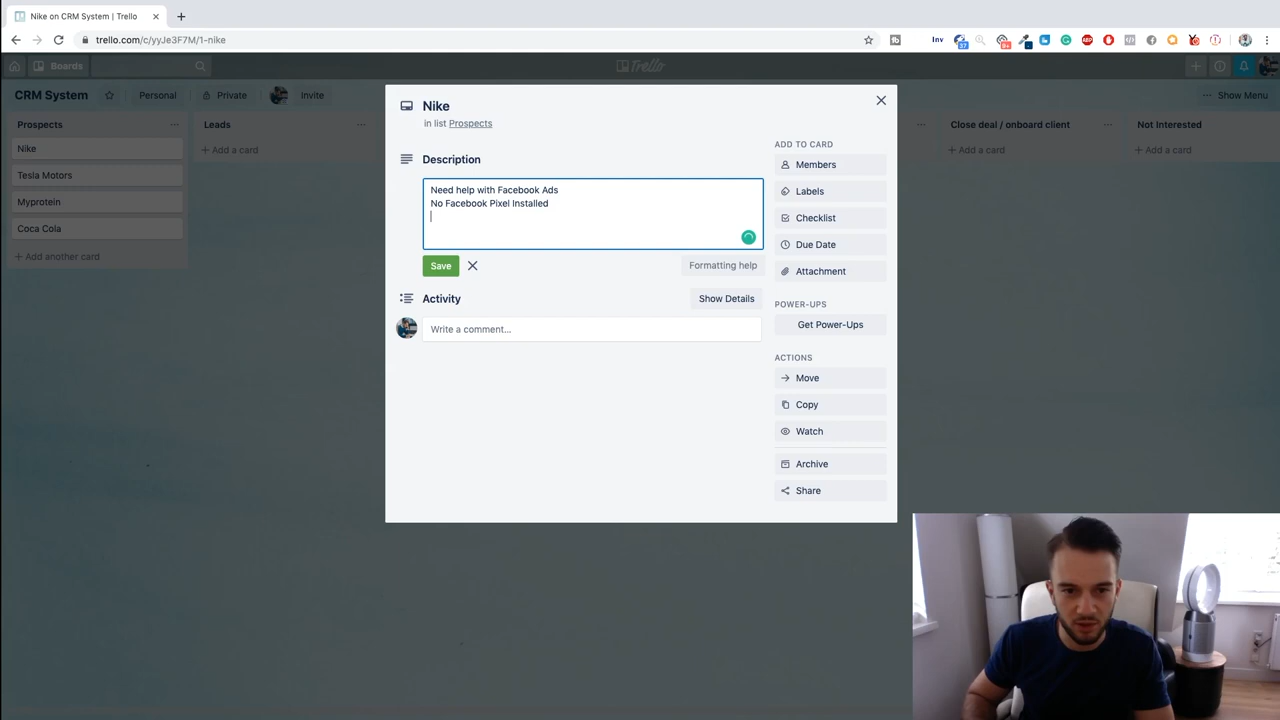 Nike on CRM System | Trello
trello.com/c/yyJe3F7M/1-nike
Inv
Boards
Trello
CRM System
Personal
Private
Invite
Show Menu
Prospects
Nike
Tesla Motors
Myprotein
Coca Cola
+ Add another card
Leads
+ Add a card
Close deal / onboard client
+ Add a card
Not Interested
+ Add a card
Nike
in list Prospects
Description
Need help with Facebook Ads
No Facebook Pixel Installed
Save
Formatting help
Activity
Show Details
Write a comment…
ADD TO CARD
Members
Labels
Checklist
Due Date
Attachment
POWER-UPS
Get Power-Ups
ACTIONS
Move
Copy
Watch
Archive
Share